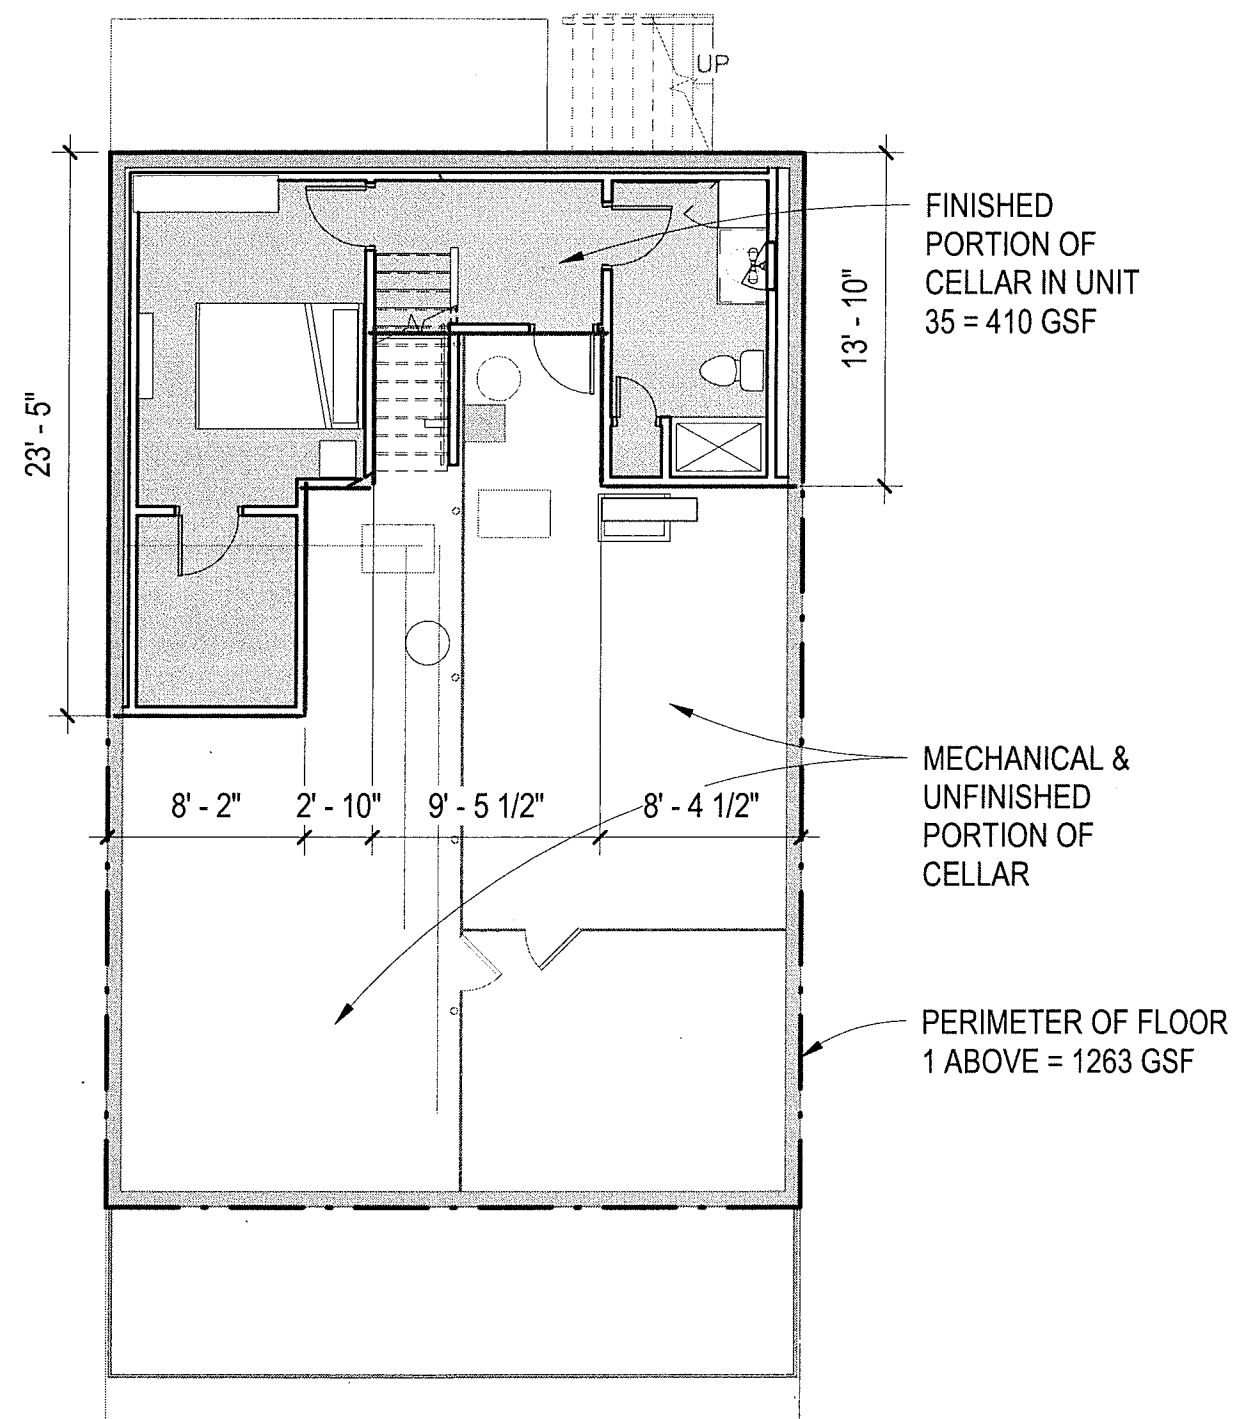 UP
FINISHED
PORTION OF
CELLAR IN UNIT
35 = 410 GSF
13' - 10"
23' - 5"
MECHANICAL &
UNFINISHED
PORTION OF
CELLAR
8' - 2"
2' - 10"
9' - 5 1/2"
8' - 4 1/2"
PERIMETER OF FLOOR
1 ABOVE = 1263 GSF